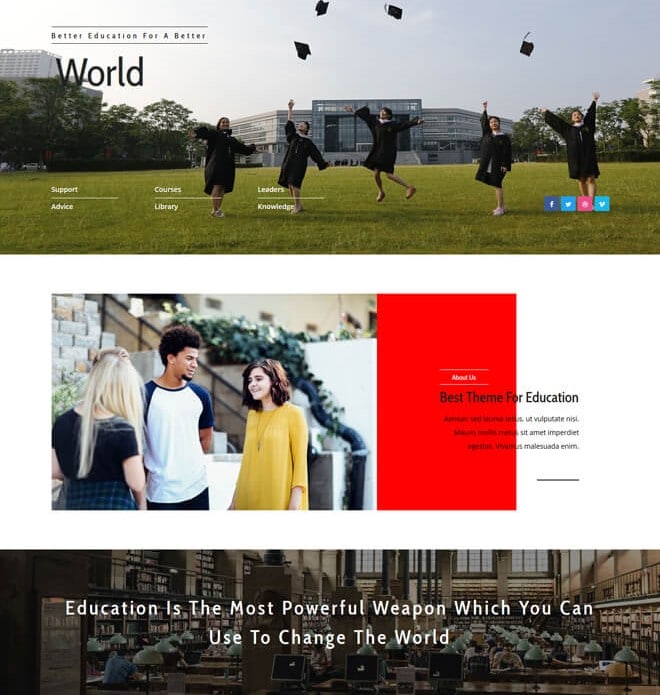 Better Education For A Better
World
Support
Courses
Leaders
Advice
Library
Knowledge
About Us
Best Theme For Education
Aenean sed lacinia tellus, ut vulputate nisi.
Mauris mollis metus sit amet imperdiet
egestas. Vivamus malesuada enim.
Education Is The Most Powerful Weapon Which You Can
Use To Change The World